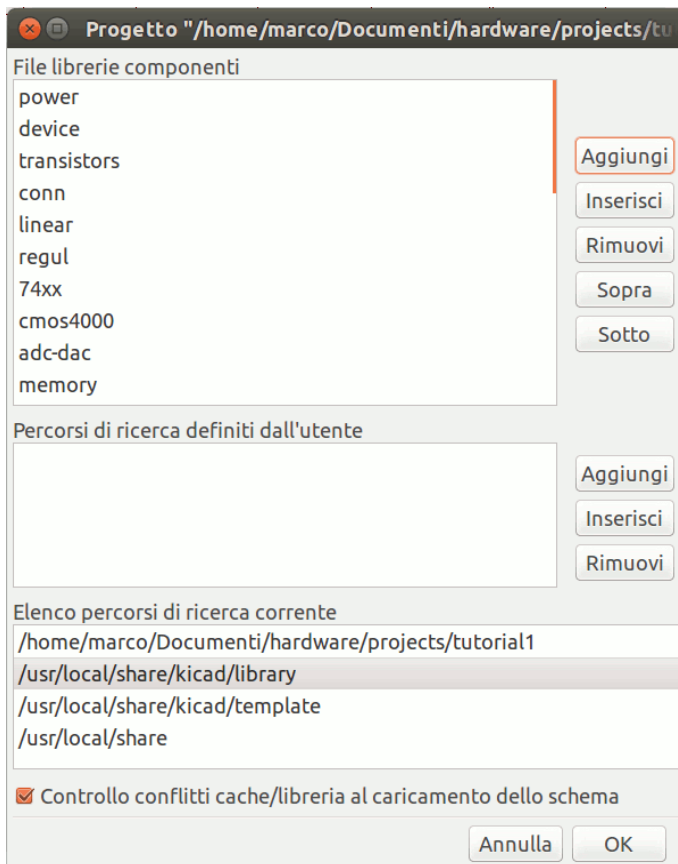 Progetto "/home/marco/Documenti/hardware/projects/tu
File librerie componenti
power
device
transistors
conn
linear
regul
74xx
cmos4000
adc-dac
memory
Aggiungi
Inserisci
Rimuovi
Sopra
Sotto
Percorsi di ricerca definiti dall'utente
Aggiungi
Inserisci
Rimuovi
Elenco percorsi di ricerca corrente
/home/marco/Documenti/hardware/projects/tutorial1
/usr/local/share/kicad/library
/usr/local/share/kicad/template
/usr/local/share
Controllo conflitti cache/libreria al caricamento dello schema
Annulla OK